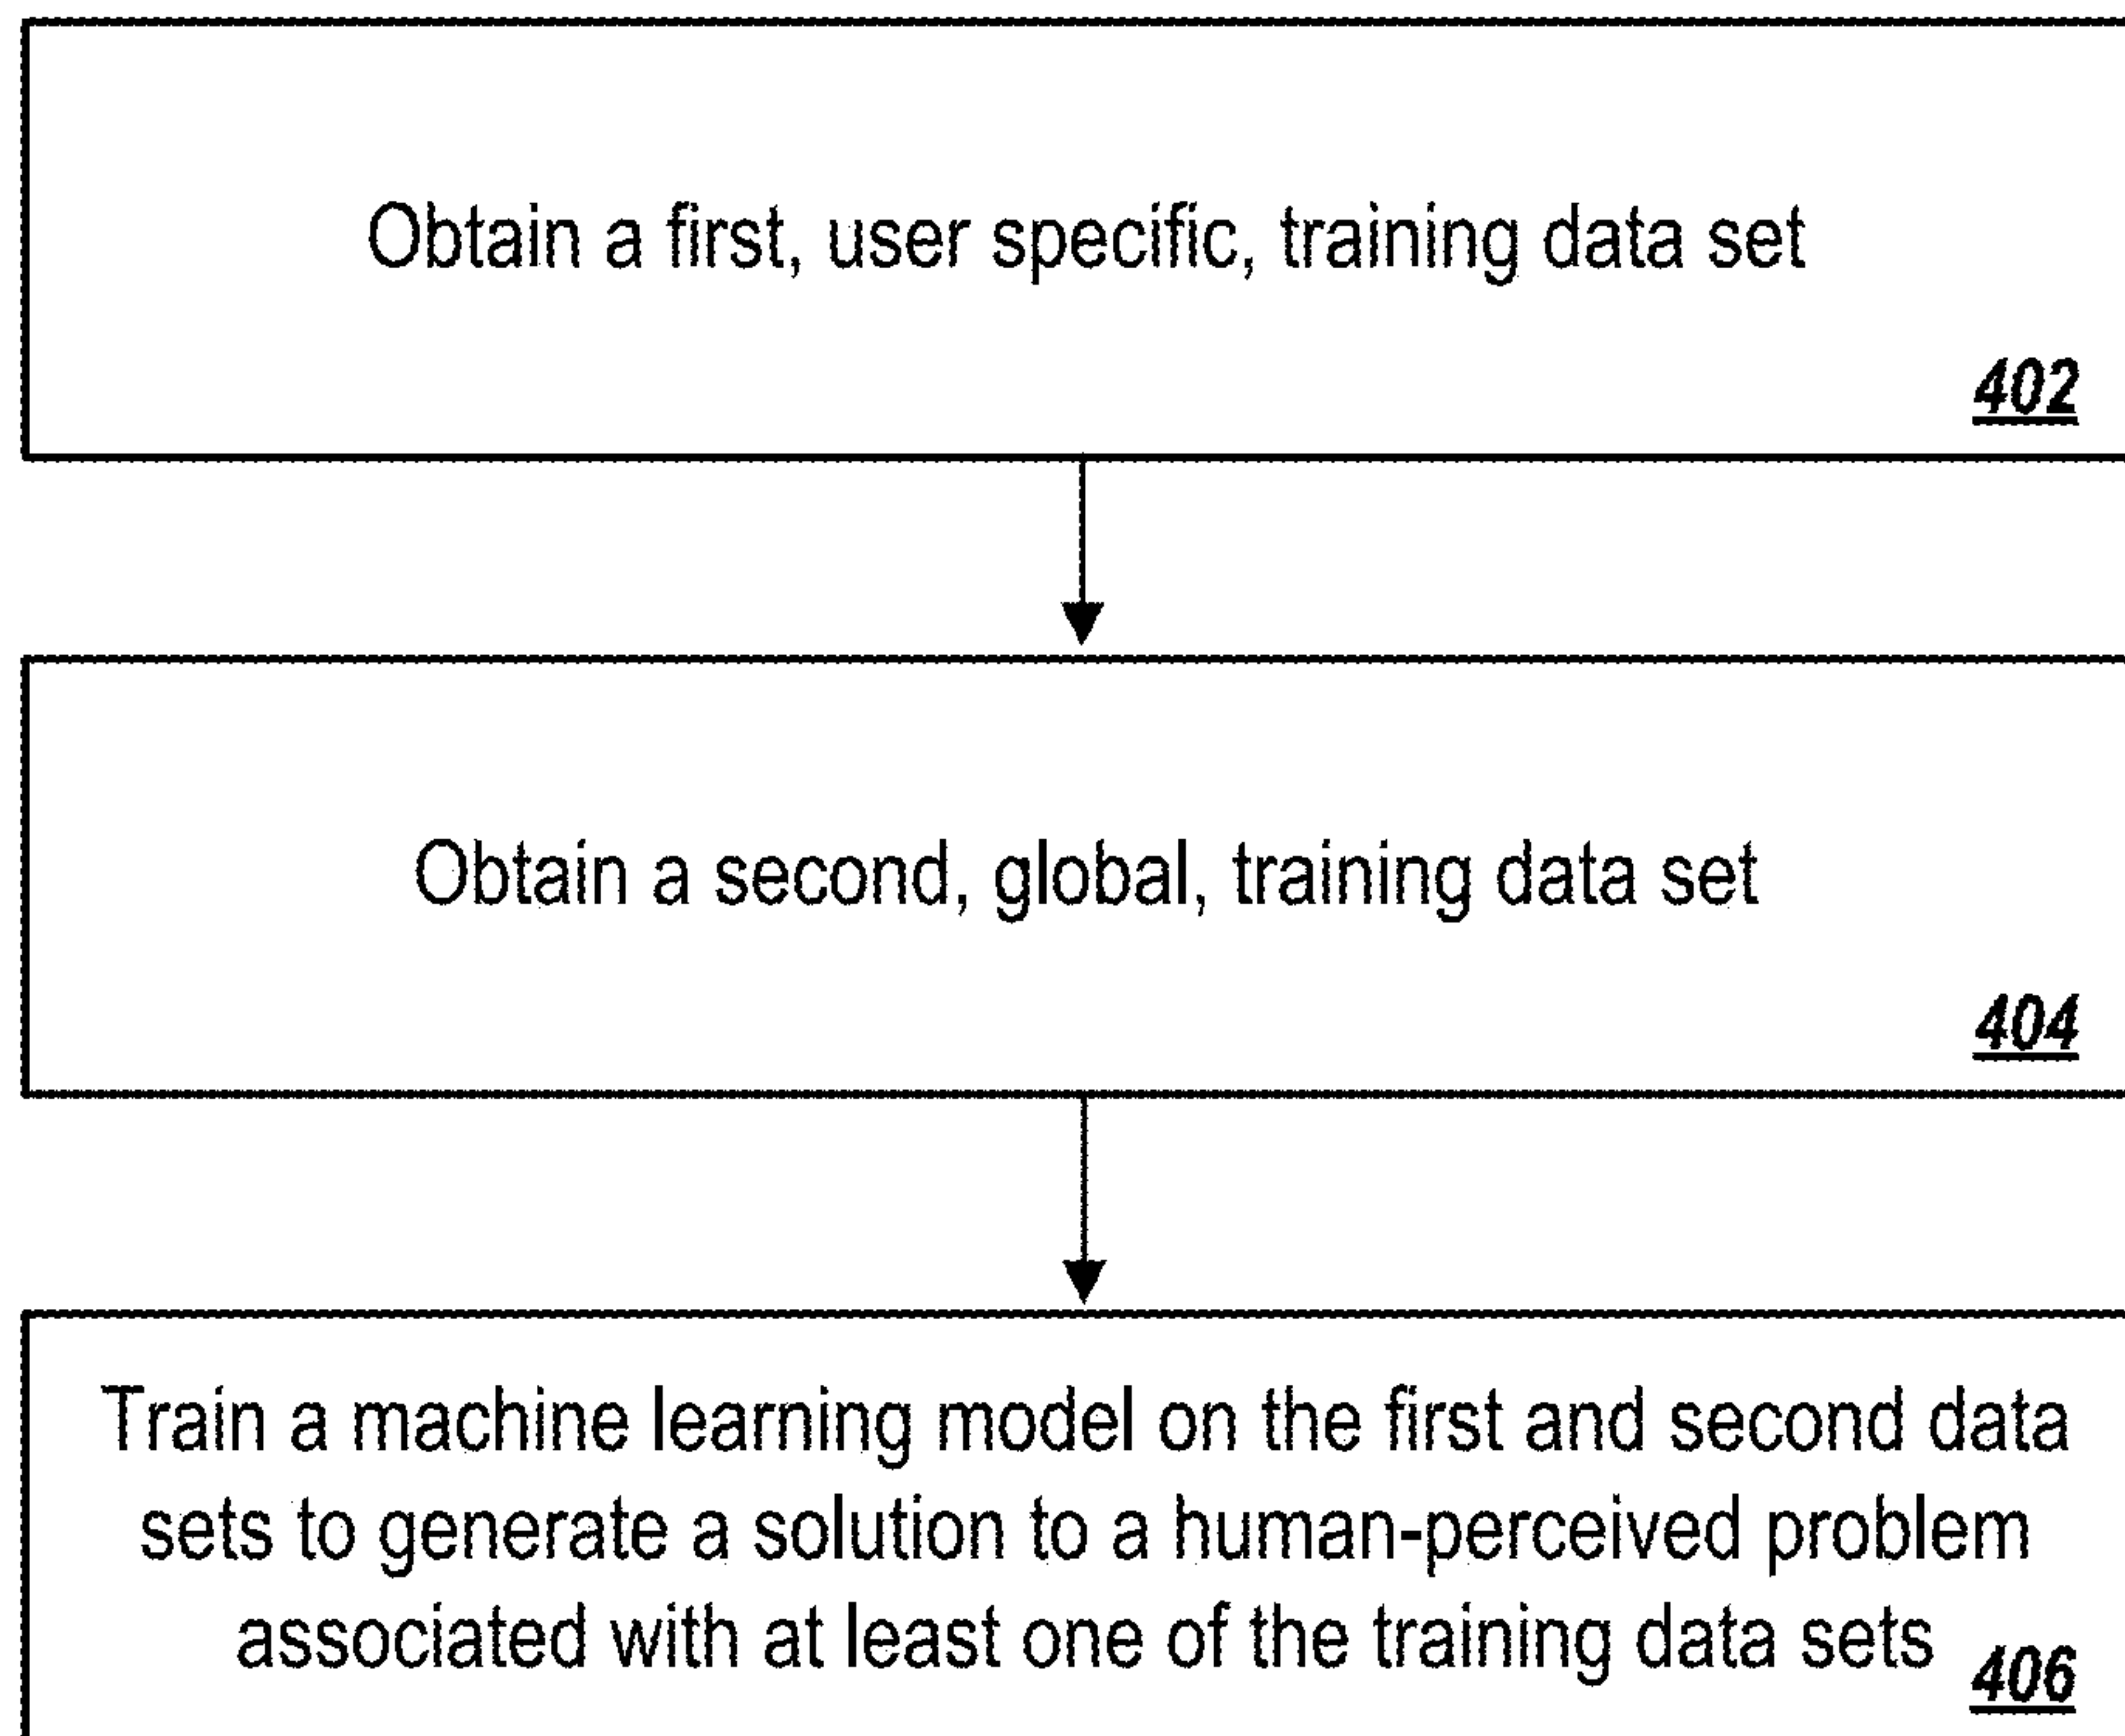 Obtain a first, user specific, training data set
402
Obtain a second, global, training data set
404
Train a machine learning model on the first and second data
sets to generate a solution to a human-perceived problem
associated with at least one of the training data sets
406